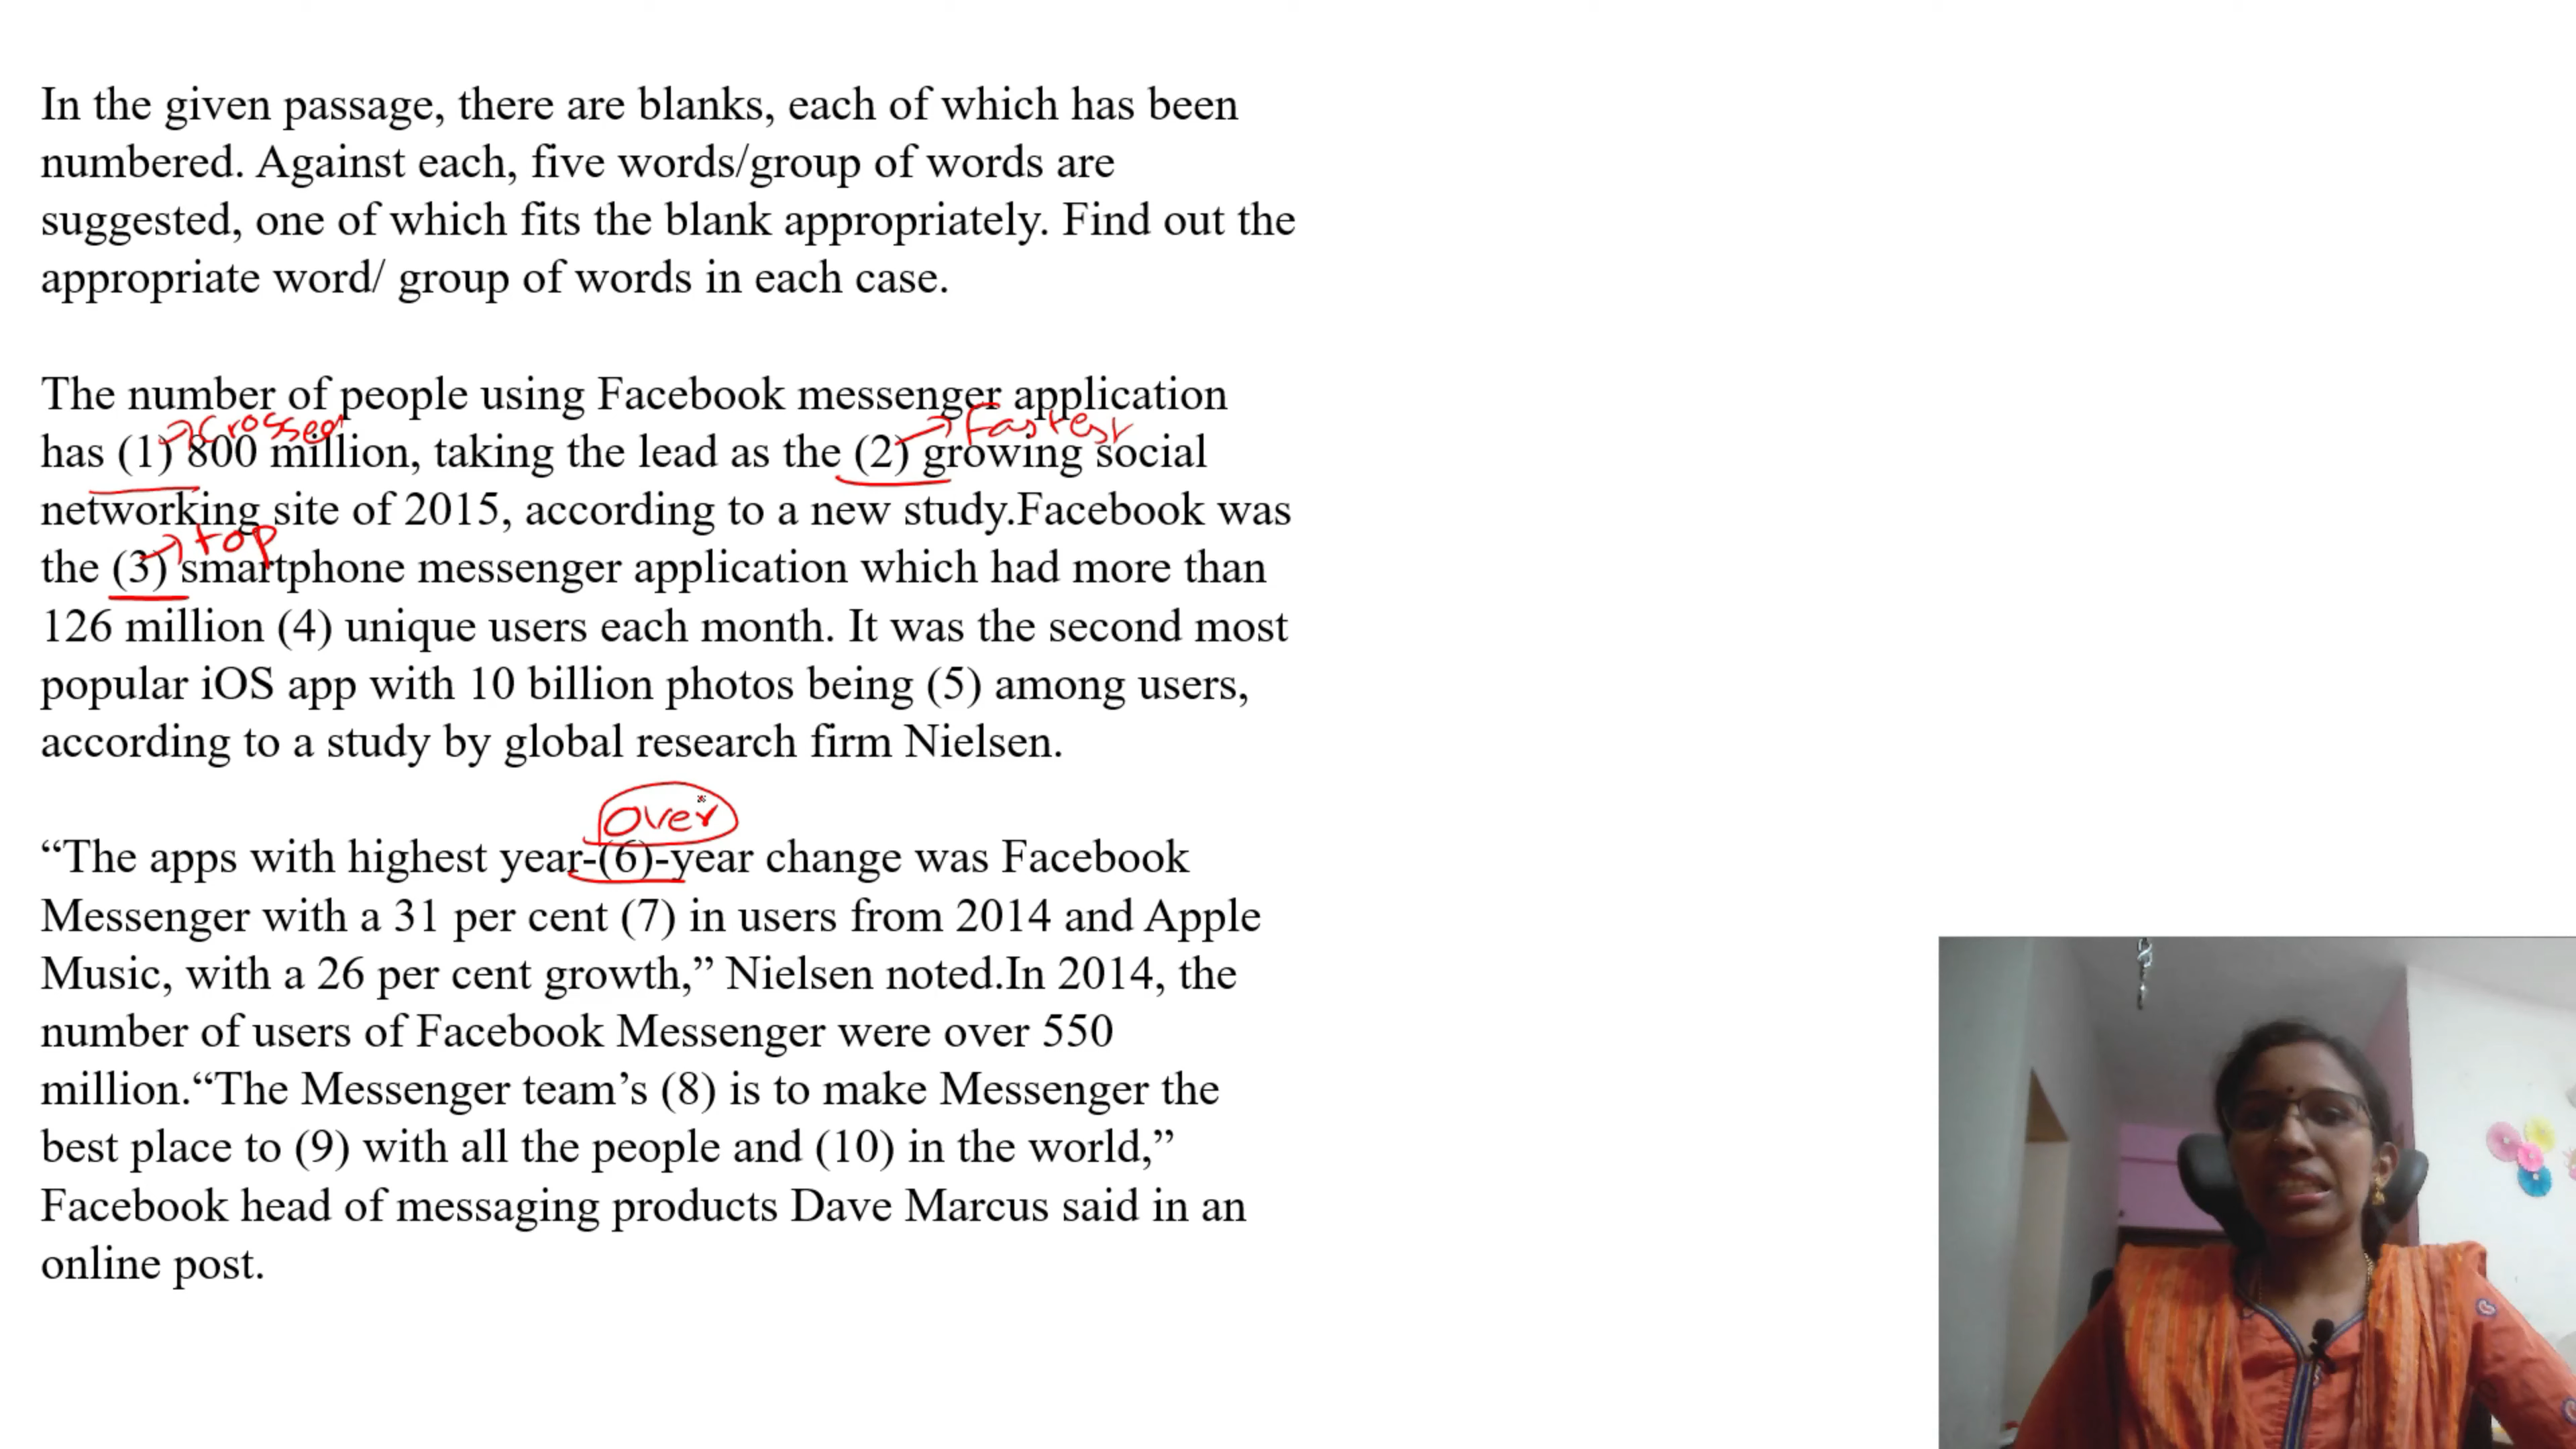 In the given passage, there are blanks, each of which has been
numbered. Against each, five words/group of words are
suggested, one of which fits the blank appropriately. Find out the
appropriate word/ group of words in each case.
The number of people using Facebook messenger application
crossed
fastest
has (1) 800 million, taking the lead as the (2) growing social
networking site of 2015, according to a new study.Facebook was
top
the (3) smartphone messenger application which had more than
126 million (4) unique users each month. It was the second most
popular iOS app with 10 billion photos being (5) among users,
according to a study by global research firm Nielsen.
over
“The apps with highest year-(6)-year change was Facebook
Messenger with a 31 per cent (7) in users from 2014 and Apple
Music, with a 26 per cent growth,” Nielsen noted.In 2014, the
number of users of Facebook Messenger were over 550
million.“The Messenger team’s (8) is to make Messenger the
best place to (9) with all the people and (10) in the world,”
Facebook head of messaging products Dave Marcus said in an
online post.